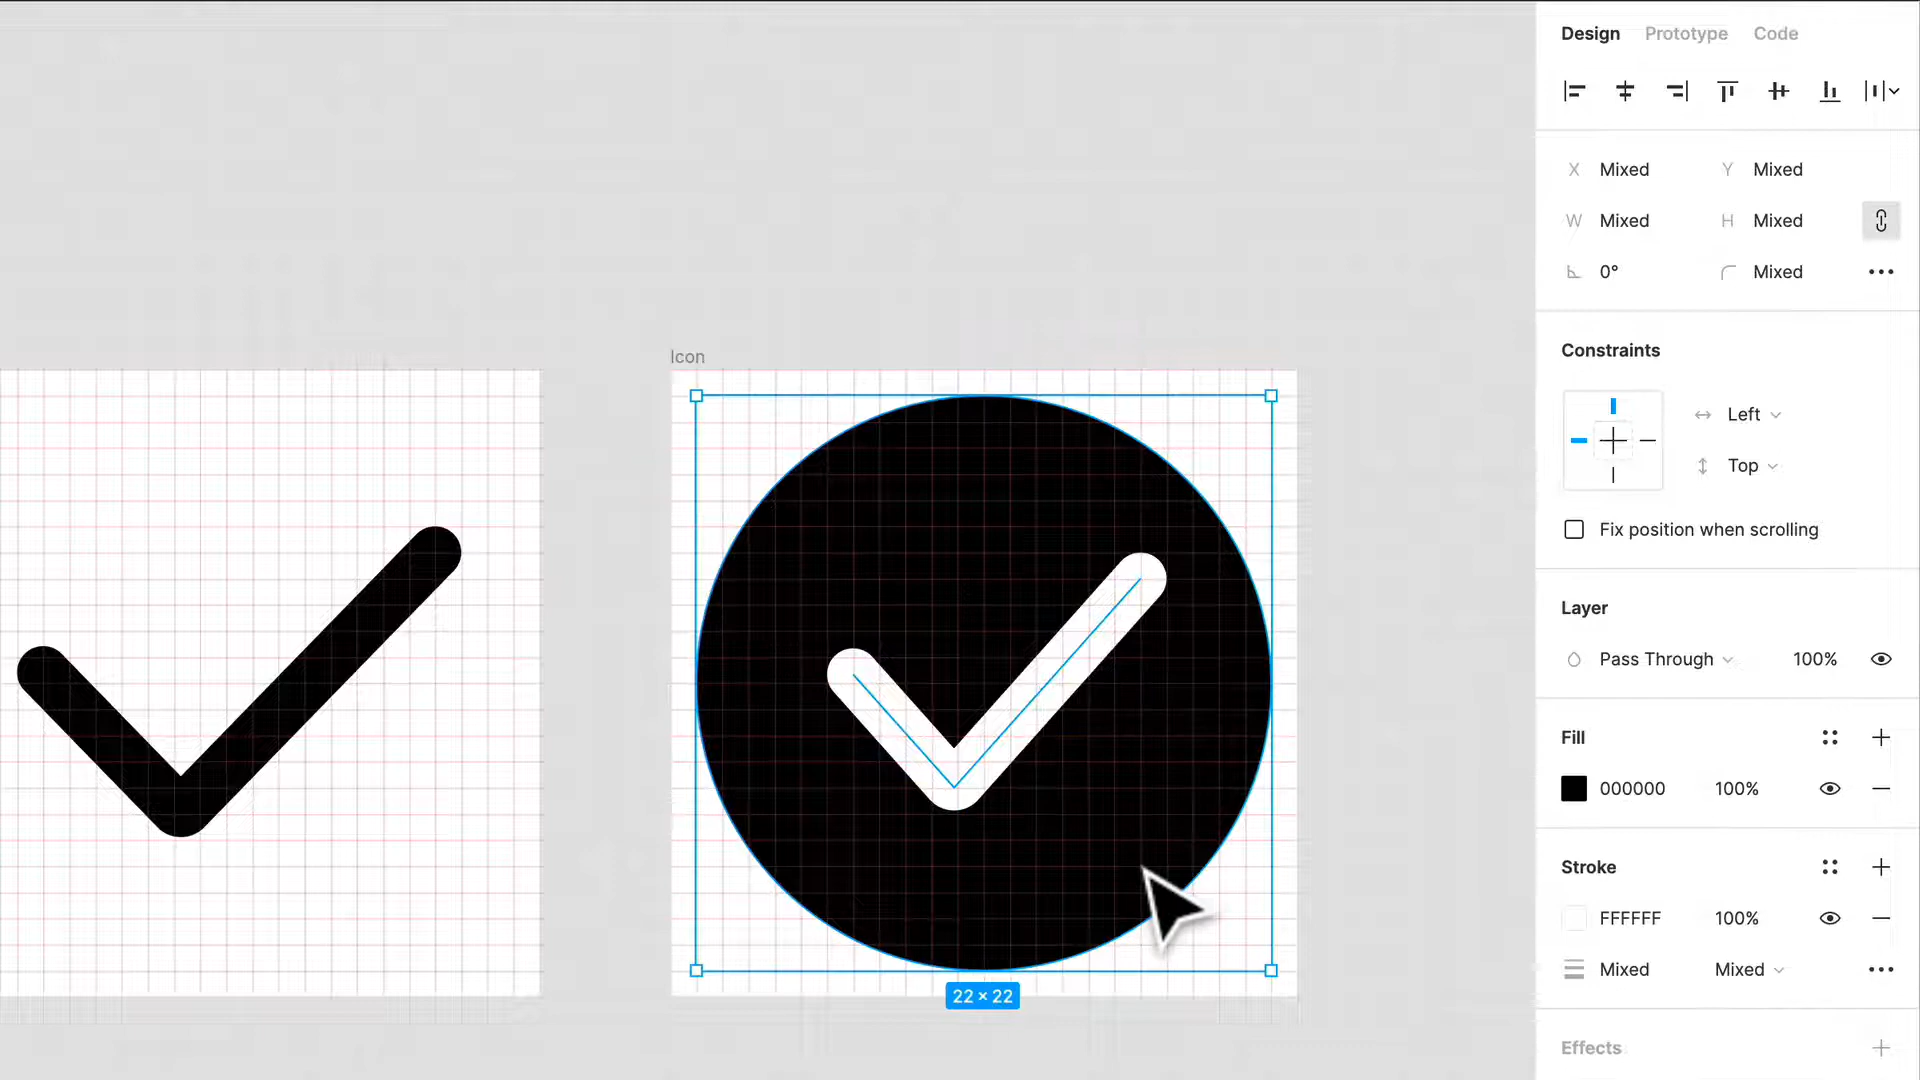 Design Prototype Code
X Mixed Y Mixed
W Mixed H Mixed
0° Mixed
Constraints
Left
Top
Fix position when scrolling
Layer
Pass Through 100%
Fill
000000 100%
Stroke
FFFFFF 100%
Mixed Mixed
Effects
Icon
22 × 22